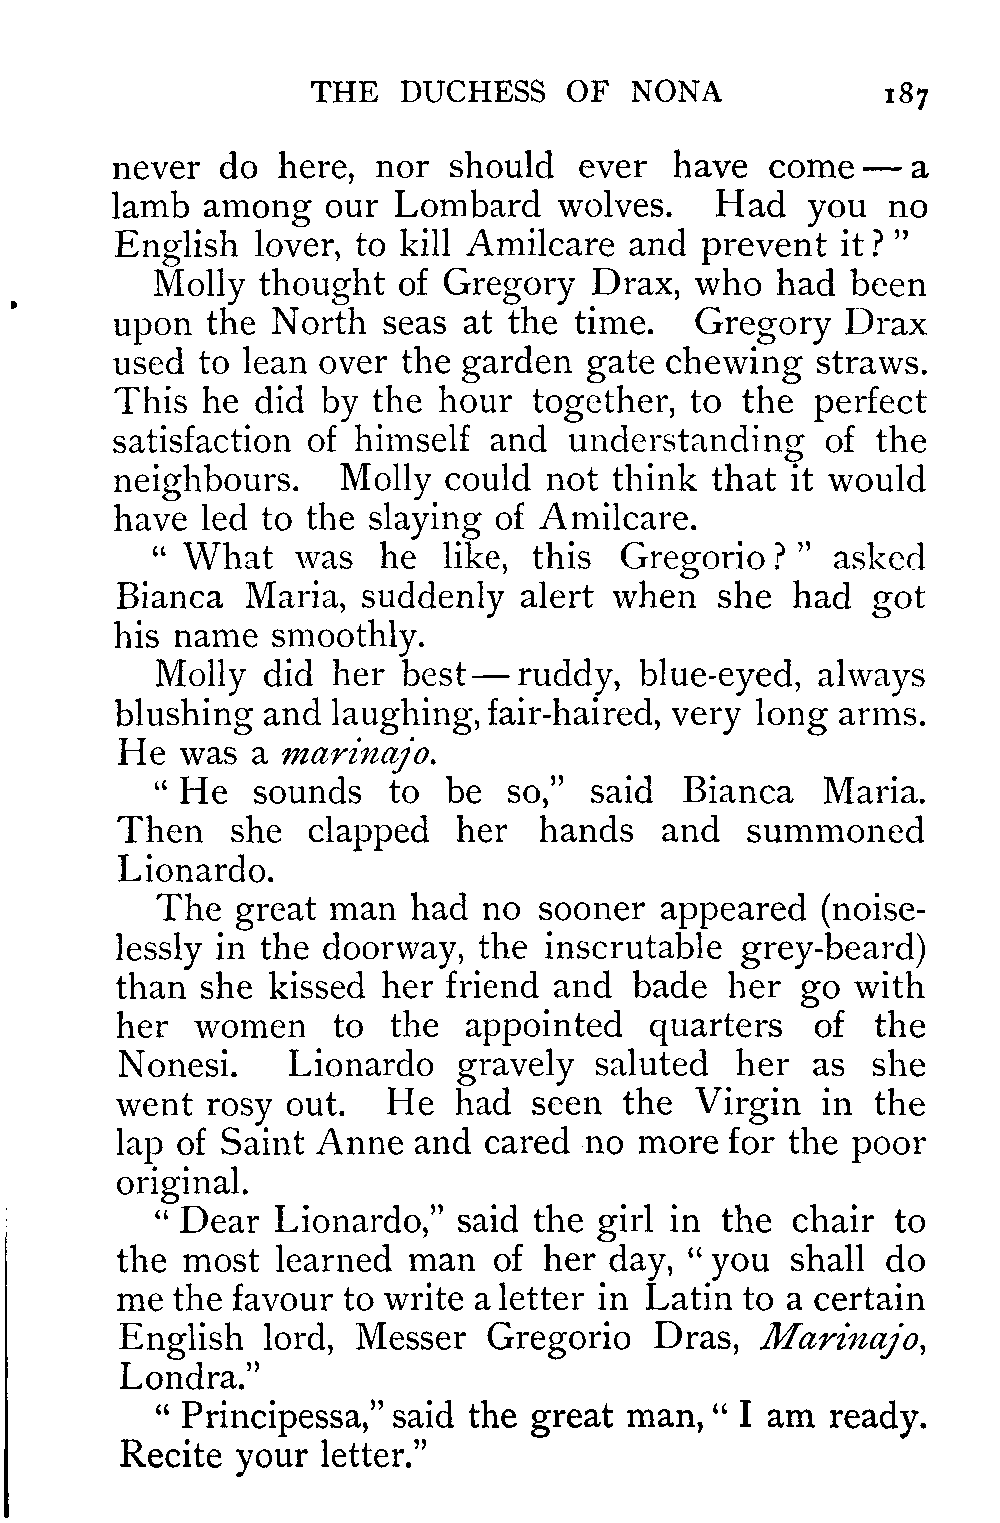 THE DUCHESS OF NONA 187
never do here, nor should ever have come — a
lamb among our Lombard wolves. Had you no
English lover, to kill Amilcare and prevent it?”
Molly thought of Gregory Drax, who had been
upon the North seas at the time. Gregory Drax
used to lean over the garden gate chewing straws.
This he did by the hour together, to the perfect
satisfaction of himself and understanding of the
neighbours. Molly could not think that it would
have led to the slaying of Amilcare.
“What was he like, this Gregorio?” asked
Bianca Maria, suddenly alert when she had got
his name smoothly.
Molly did her best — ruddy, blue-eyed, always
blushing and laughing, fair-haired, very long arms.
He was a marinajo.
“He sounds to be so,” said Bianca Maria.
Then she clapped her hands and summoned
Lionardo.
The great man had no sooner appeared (noise-
lessly in the doorway, the inscrutable grey-beard)
than she kissed her friend and bade her go with
her women to the appointed quarters of the
Nonesi. Lionardo gravely saluted her as she
went rosy out. He had seen the Virgin in the
lap of Saint Anne and cared no more for the poor
original.
“Dear Lionardo,” said the girl in the chair to
the most learned man of her day, “you shall do
me the favour to write a letter in Latin to a certain
English lord, Messer Gregorio Dras, Marinajo,
Londra.”
“Principessa,” said the great man, “I am ready.
Recite your letter.”